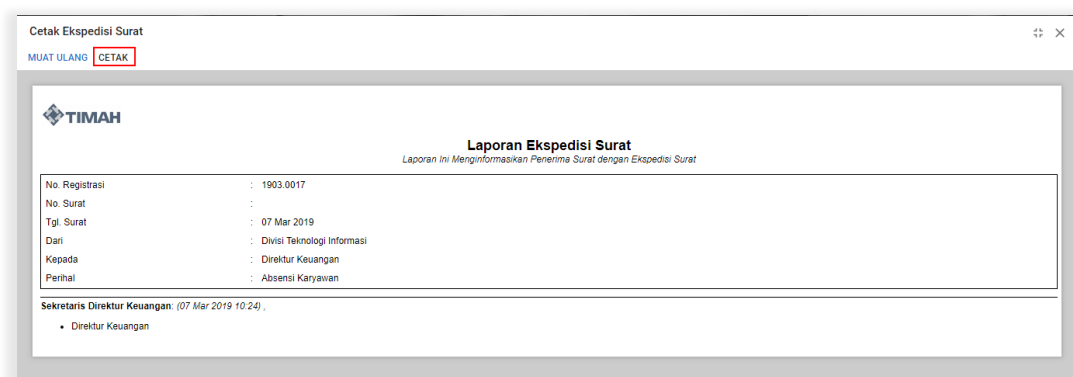 Cetak Ekspedisi Surat
MUAT ULANG CETAK
TIMAH
Laporan Ekspedisi Surat
Laporan Ini Menginformasikan Penerima Surat dengan Ekspedisi Surat
No. Registrasi : 1903.0017
No. Surat :
Tgl. Surat : 07 Mar 2019
Dari : Divisi Teknologi Informasi
Kepada : Direktur Keuangan
Perihal : Absensi Karyawan
Sekretaris Direktur Keuangan: (07 Mar 2019 10:24) ,
• Direktur Keuangan